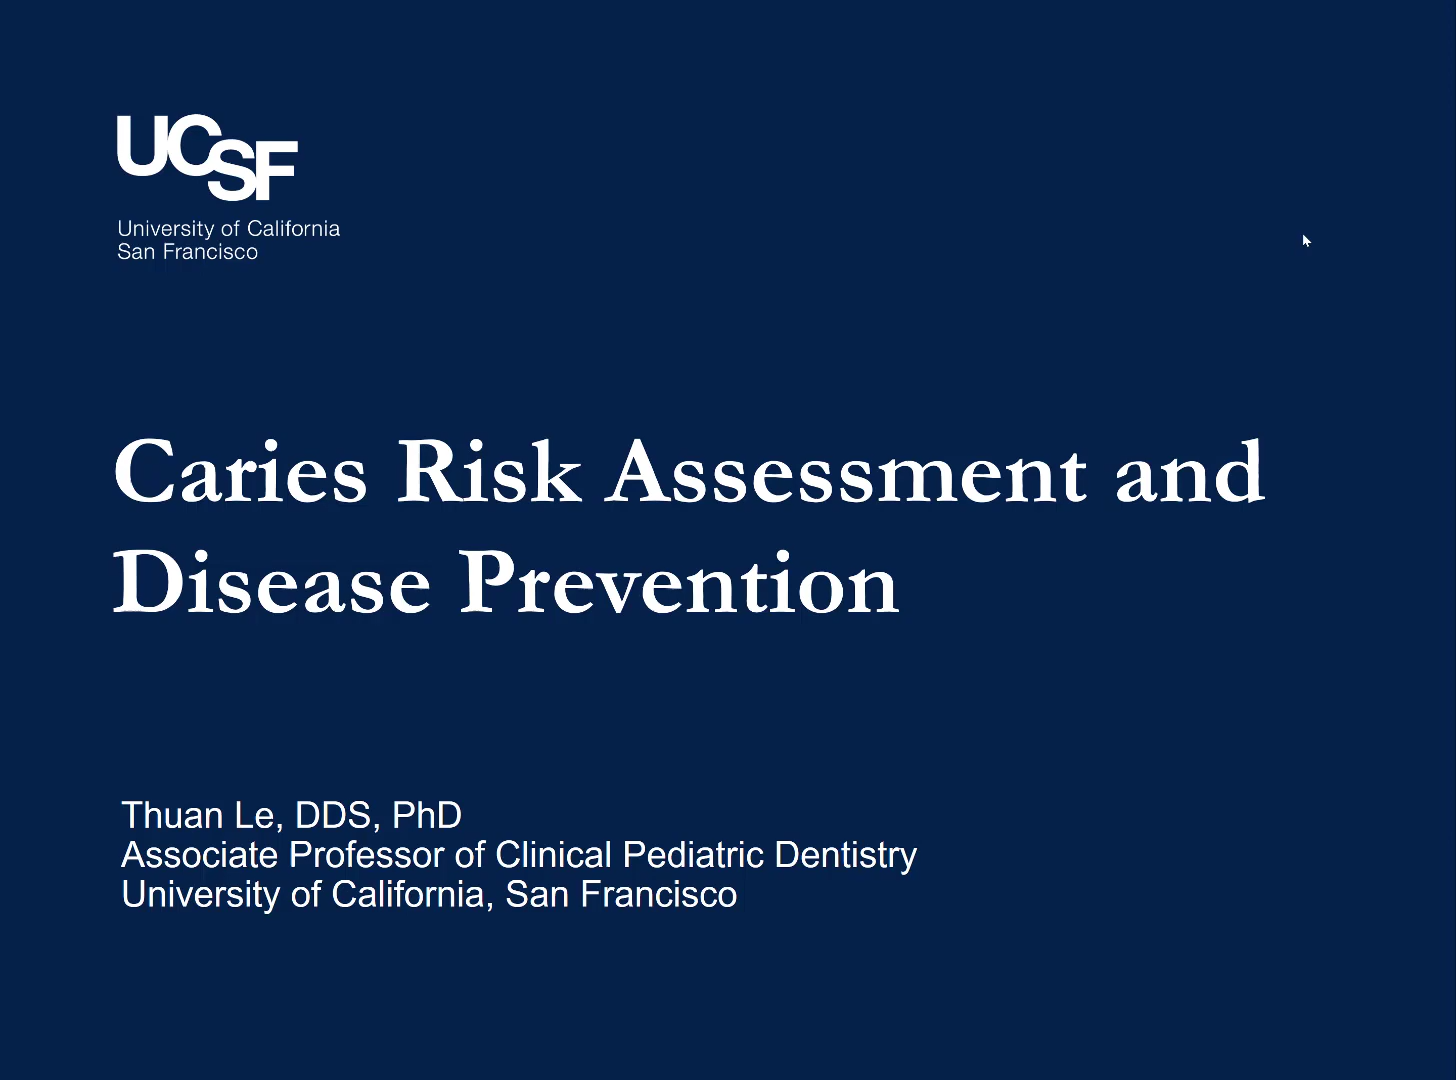 UCSF
University of California
San Francisco
Caries Risk Assessment and
Disease Prevention
Thuan Le, DDS, PhD
Associate Professor of Clinical Pediatric Dentistry
University of California, San Francisco